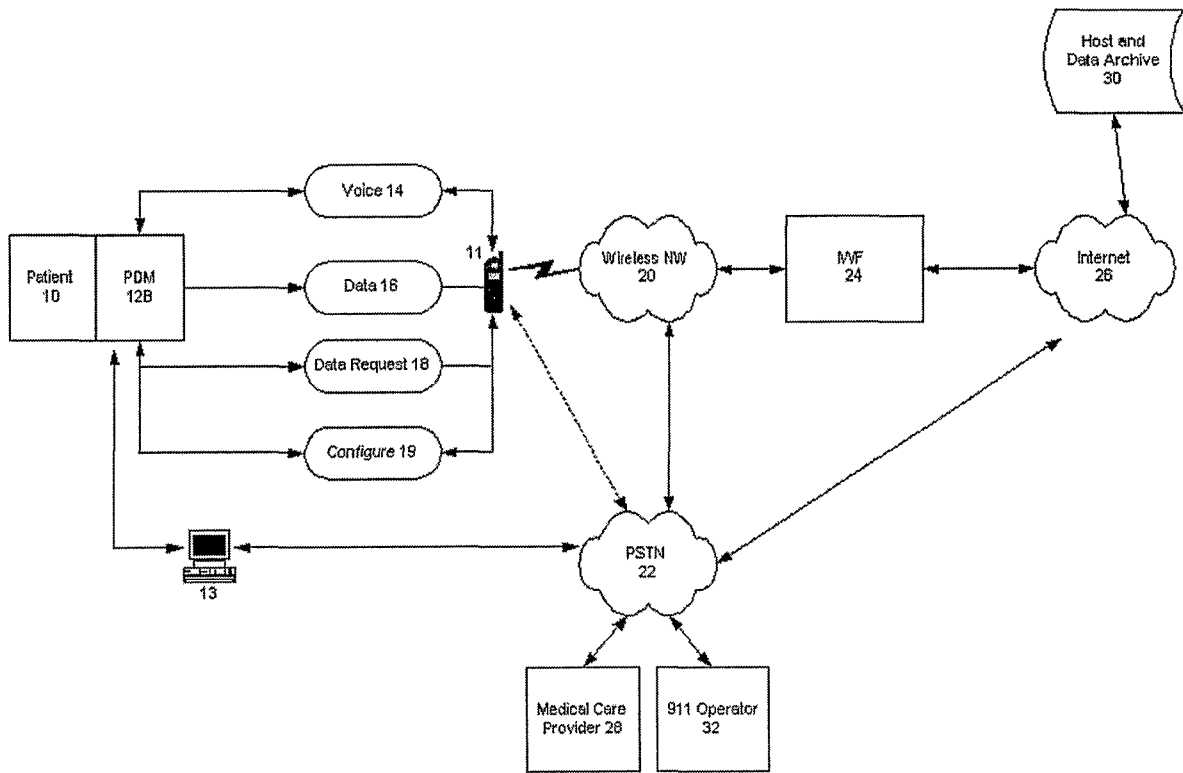 Host and
Data Archive
30
Voice 14
11
Patient
10
PDM
12B
Data 16
Wireless NW
20
IWF
24
Internet
26
Data Request 18
Configure 19
13
PSTN
22
Medical Care
Provider 28
911 Operator
32